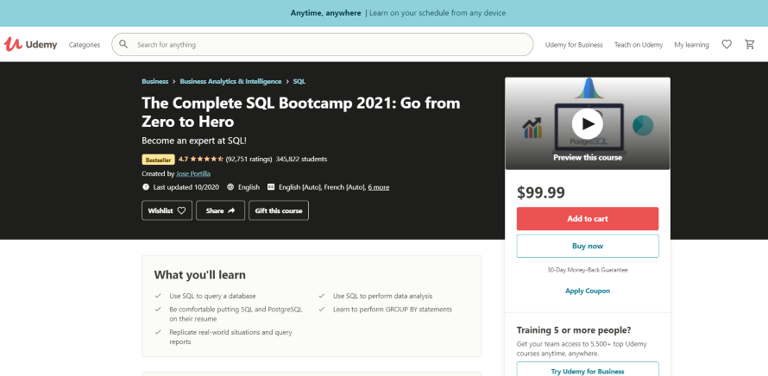 Anytime, anywhere | Learn on your schedule from any device
Udemy
Categories
Search for anything
Udemy for Business
Teach on Udemy
My learning
Business > Business Analytics & Intelligence > SQL
The Complete SQL Bootcamp 2021: Go from
Zero to Hero
Become an expert at SQL!
Bestseller 4.7 (92,751 ratings) 345,822 students
Created by Jose Portilla
Last updated 10/2020 English English [Auto], French [Auto], 6 more
Wishlist
Share
Gift this course
PostgreSQL
Preview this course
$99.99
Add to cart
Buy now
30-Day Money-Back Guarantee
Apply Coupon
Training 5 or more people?
Get your team access to 5,500+ top Udemy
courses anytime, anywhere.
Try Udemy for Business
What you'll learn
Use SQL to query a database
Be comfortable putting SQL and PostgreSQL
on their resume
Replicate real-world situations and query
reports
Use SQL to perform data analysis
Learn to perform GROUP BY statements